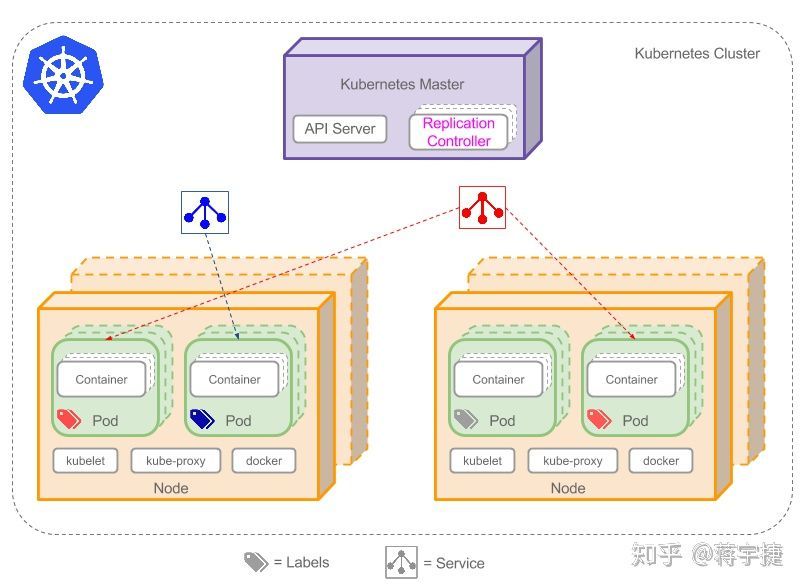 Kubernetes Cluster
Kubernetes Master
API Server
Replication
Controller
Container
Container
Container
Container
Pod
Pod
Pod
Pod
kubelet
kube-proxy
docker
kubelet
kube-proxy
docker
Node
Node
= Labels
= Service
知乎 @蒋宇捷